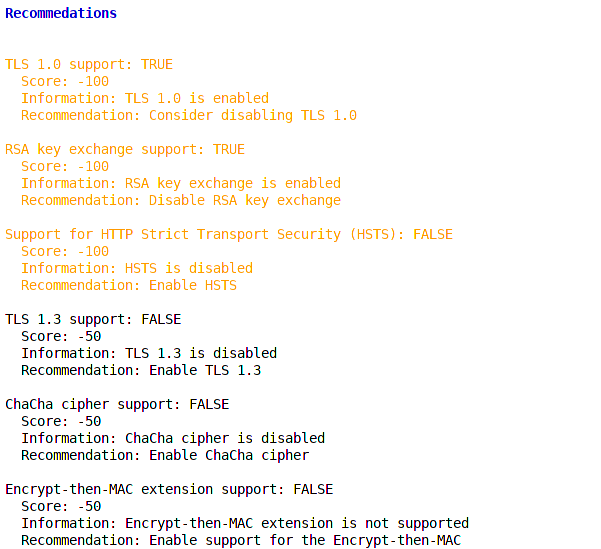 Recommedations
TLS 1.0 support: TRUE
Score: -100
Information: TLS 1.0 is enabled
Recommendation: Consider disabling TLS 1.0
RSA key exchange support: TRUE
Score: -100
Information: RSA key exchange is enabled
Recommendation: Disable RSA key exchange
Support for HTTP Strict Transport Security (HSTS): FALSE
Score: -100
Information: HSTS is disabled
Recommendation: Enable HSTS
TLS 1.3 support: FALSE
Score: -50
Information: TLS 1.3 is disabled
Recommendation: Enable TLS 1.3
ChaCha cipher support: FALSE
Score: -50
Information: ChaCha cipher is disabled
Recommendation: Enable ChaCha cipher
Encrypt-then-MAC extension support: FALSE
Score: -50
Information: Encrypt-then-MAC extension is not supported
Recommendation: Enable support for the Encrypt-then-MAC